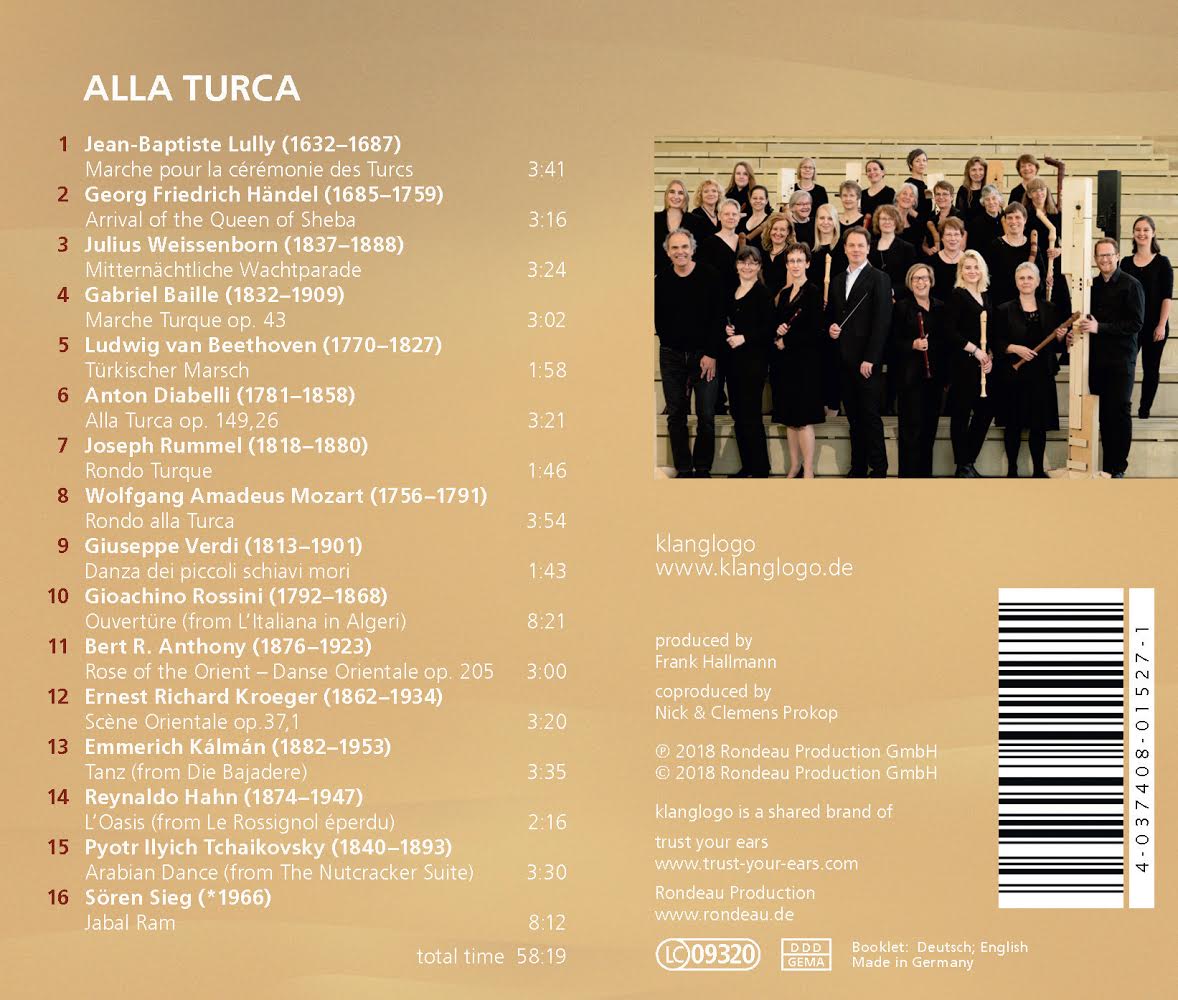 ALLA TURCA
1 Jean-Baptiste Lully (1632–1687)
Marche pour la cérémonie des Turcs 3:41
2 Georg Friedrich Händel (1685–1759)
Arrival of the Queen of Sheba 3:16
3 Julius Weissenborn (1837–1888)
Mitternächtliche Wachtparade 3:24
4 Gabriel Baille (1832–1909)
Marche Turque op. 43 3:02
5 Ludwig van Beethoven (1770–1827)
Türkischer Marsch 1:58
6 Anton Diabelli (1781–1858)
Alla Turca op. 149,26 3:21
7 Joseph Rummel (1818–1880)
Rondo Turque 1:46
8 Wolfgang Amadeus Mozart (1756–1791)
Rondo alla Turca 3:54
9 Giuseppe Verdi (1813–1901)
Danza dei piccoli schiavi mori 1:43
10 Gioachino Rossini (1792–1868)
Ouvertüre (from L'Italiana in Algeri) 8:21
11 Bert R. Anthony (1876–1923)
Rose of the Orient – Danse Orientale op. 205 3:00
12 Ernest Richard Kroeger (1862–1934)
Scène Orientale op.37,1 3:20
13 Emmerich Kálmán (1882–1953)
Tanz (from Die Bajadere) 3:35
14 Reynaldo Hahn (1874–1947)
L'Oasis (from Le Rossignol éperdu) 2:16
15 Pyotr Ilyich Tchaikovsky (1840–1893)
Arabian Dance (from The Nutcracker Suite) 3:30
16 Sören Sieg (*1966)
Jabal Ram 8:12
total time 58:19
klanglogo
www.klanglogo.de
produced by
Frank Hallmann
coproduced by
Nick & Clemens Prokop
℗ 2018 Rondeau Production GmbH
© 2018 Rondeau Production GmbH
klanglogo is a shared brand of
trust your ears
www.trust-your-ears.com
Rondeau Production
www.rondeau.de
LC 09320
DDD
GEMA
Booklet: Deutsch; English
Made in Germany
4-037408-01527-1